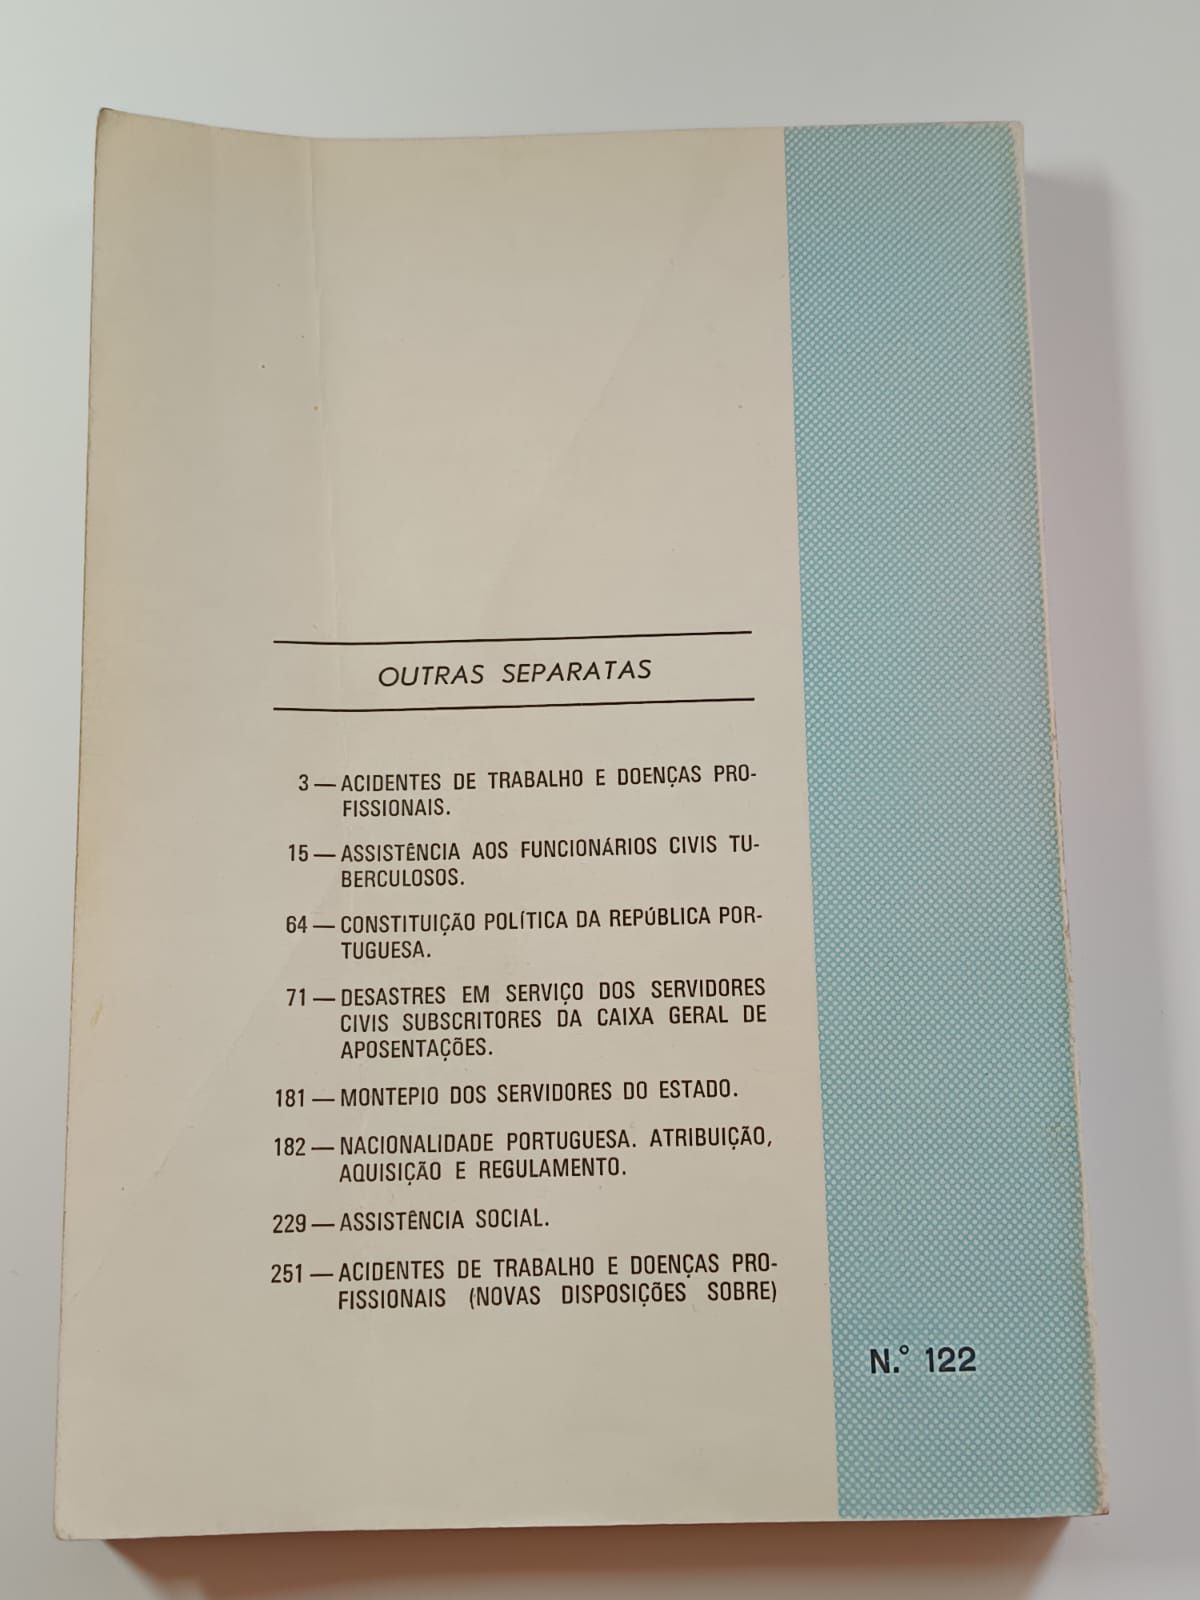 OUTRAS SEPARATAS
3 — ACIDENTES DE TRABALHO E DOENÇAS PRO-
FISSIONAIS.
15 — ASSISTÊNCIA AOS FUNCIONÁRIOS CIVIS TU-
BERCULOSOS.
64 — CONSTITUIÇÃO POLÍTICA DA REPÚBLICA POR-
TUGUESA.
71 — DESASTRES EM SERVIÇO DOS SERVIDORES
CIVIS SUBSCRITORES DA CAIXA GERAL DE
APOSENTAÇÕES.
181 — MONTEPIO DOS SERVIDORES DO ESTADO.
182 — NACIONALIDADE PORTUGUESA. ATRIBUIÇÃO,
AQUISIÇÃO E REGULAMENTO.
229 — ASSISTÊNCIA SOCIAL.
251 — ACIDENTES DE TRABALHO E DOENÇAS PRO-
FISSIONAIS (NOVAS DISPOSIÇÕES SOBRE)
N.° 122